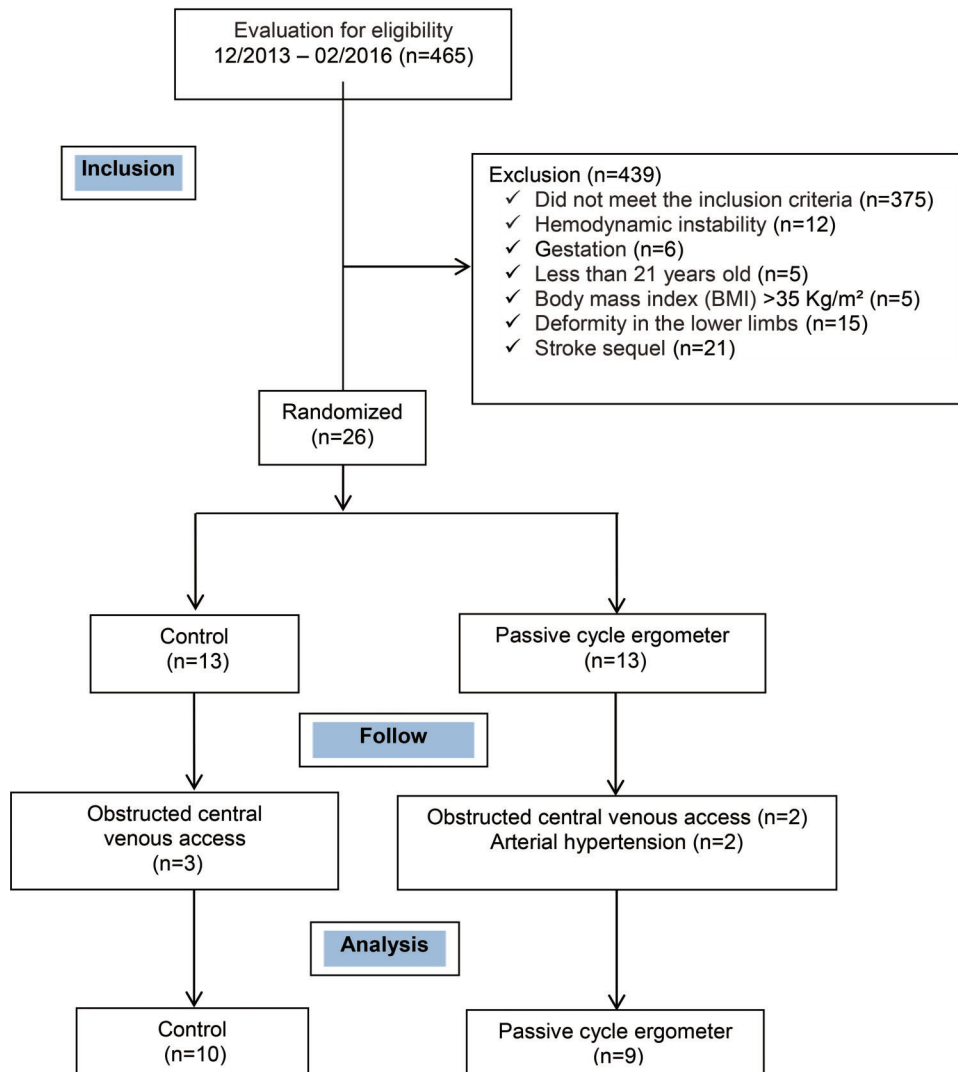 Evaluation for eligibility
12/2013 – 02/2016 (n=465)
Inclusion
Exclusion (n=439)
✓ Did not meet the inclusion criteria (n=375)
✓ Hemodynamic instability (n=12)
✓ Gestation (n=6)
✓ Less than 21 years old (n=5)
✓ Body mass index (BMI) >35 Kg/m² (n=5)
✓ Deformity in the lower limbs (n=15)
✓ Stroke sequel (n=21)
Randomized
(n=26)
Control
(n=13)
Passive cycle ergometer
(n=13)
Follow
Obstructed central
venous access
(n=3)
Obstructed central venous access (n=2)
Arterial hypertension (n=2)
Analysis
Control
(n=10)
Passive cycle ergometer
(n=9)